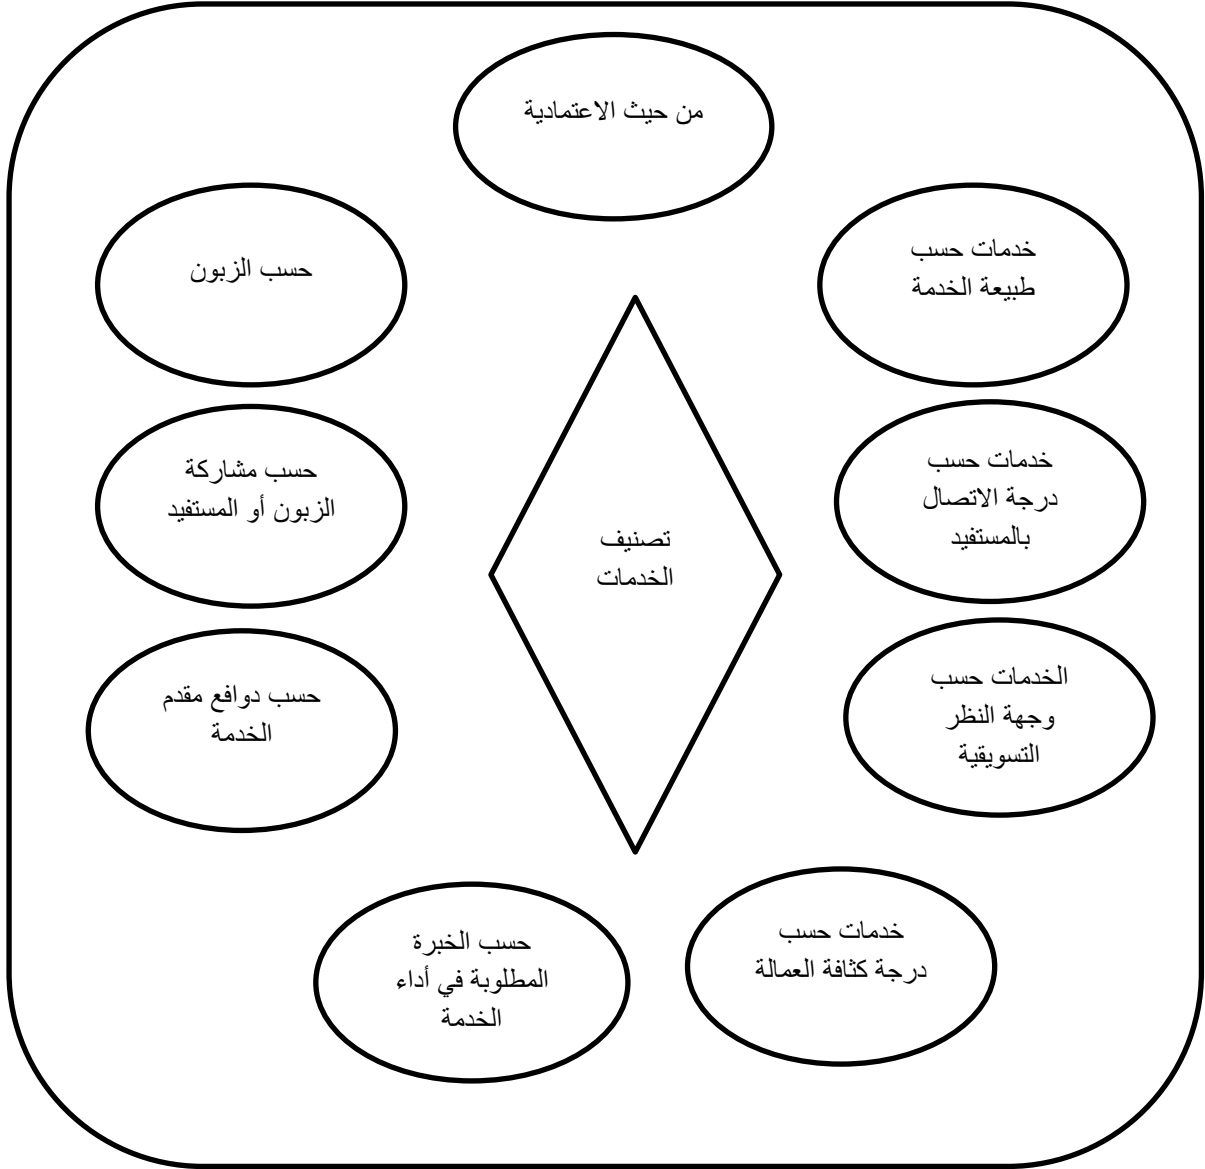 من حيث الاعتمادية
خدمات حسب
طبيعة الخدمة
حسب الزبون
خدمات حسب
درجة الاتصال
بالمستفيد
حسب مشاركة
الزبون أو المستفيد
تصنيف
الخدمات
الخدمات حسب
وجهة النظر
التسويقية
حسب دوافع مقدم
الخدمة
خدمات حسب
درجة كثافة العمالة
حسب الخبرة
المطلوبة في أداء
الخدمة